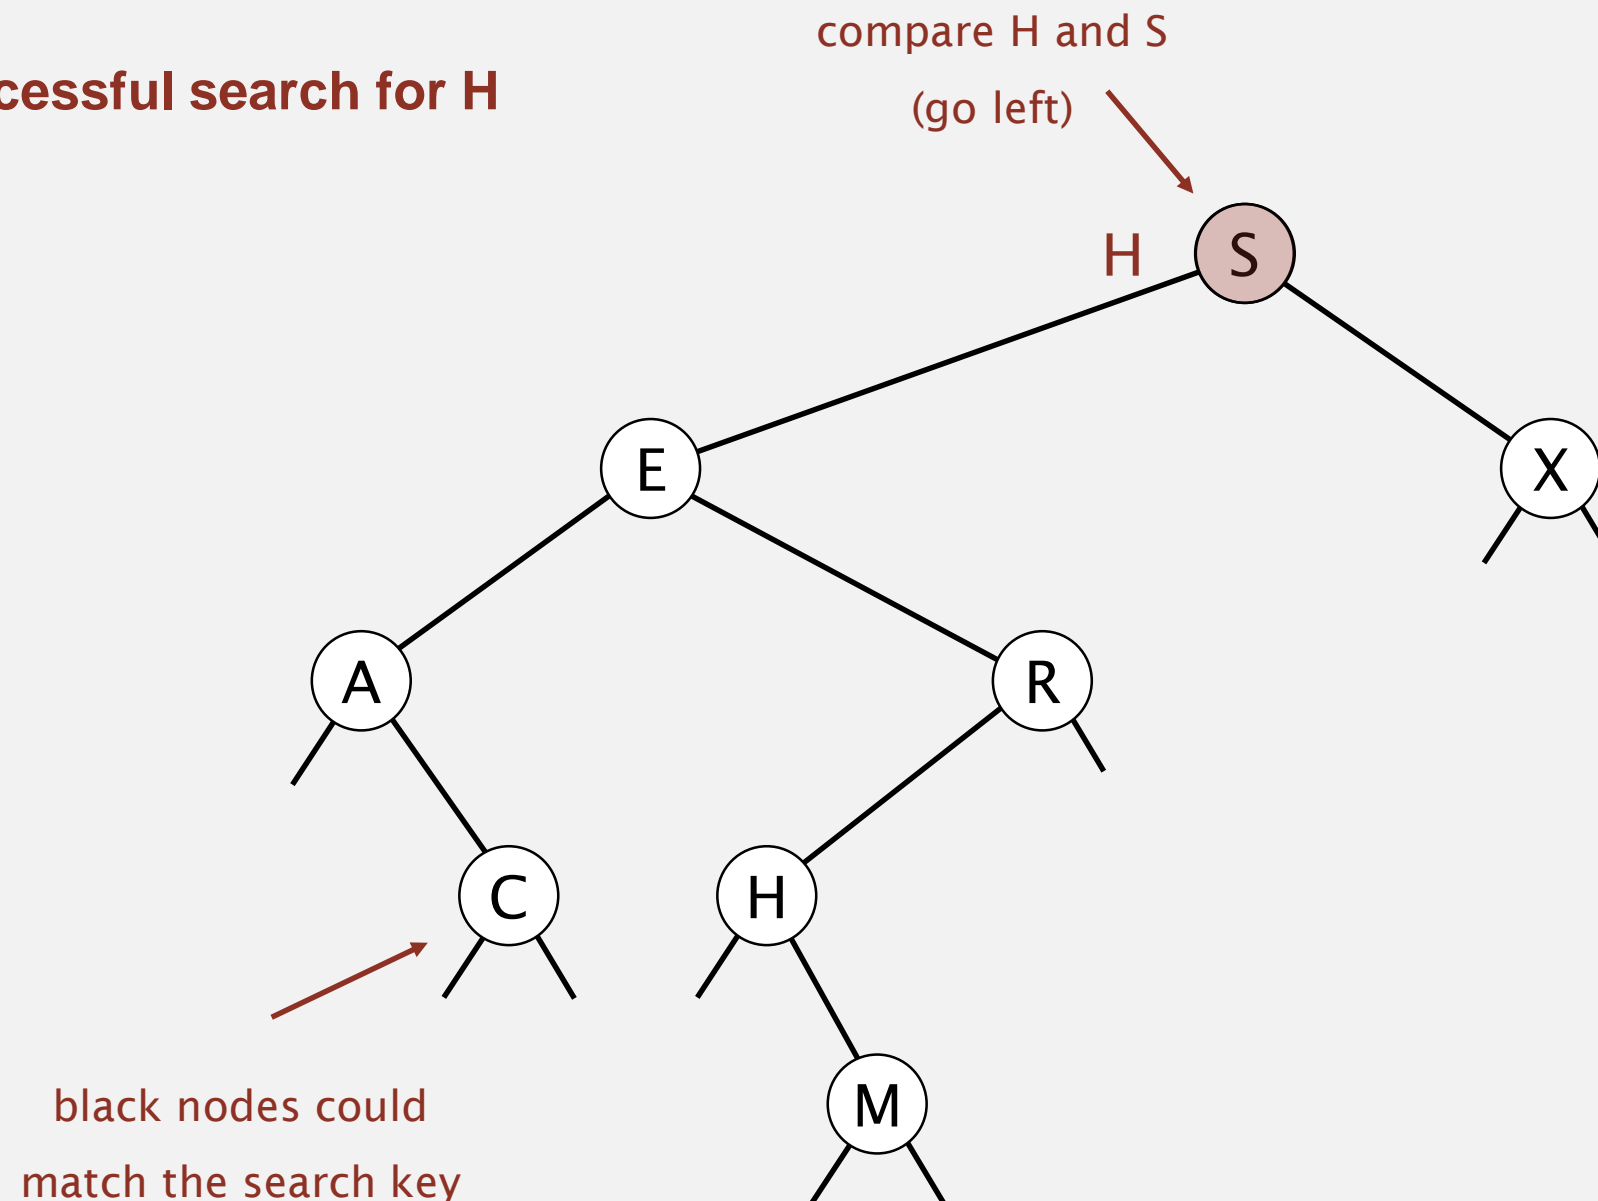 compare H and S
cessful search for H
(go left)
H
S
E
X
A
R
C
H
M
black nodes could
match the search key